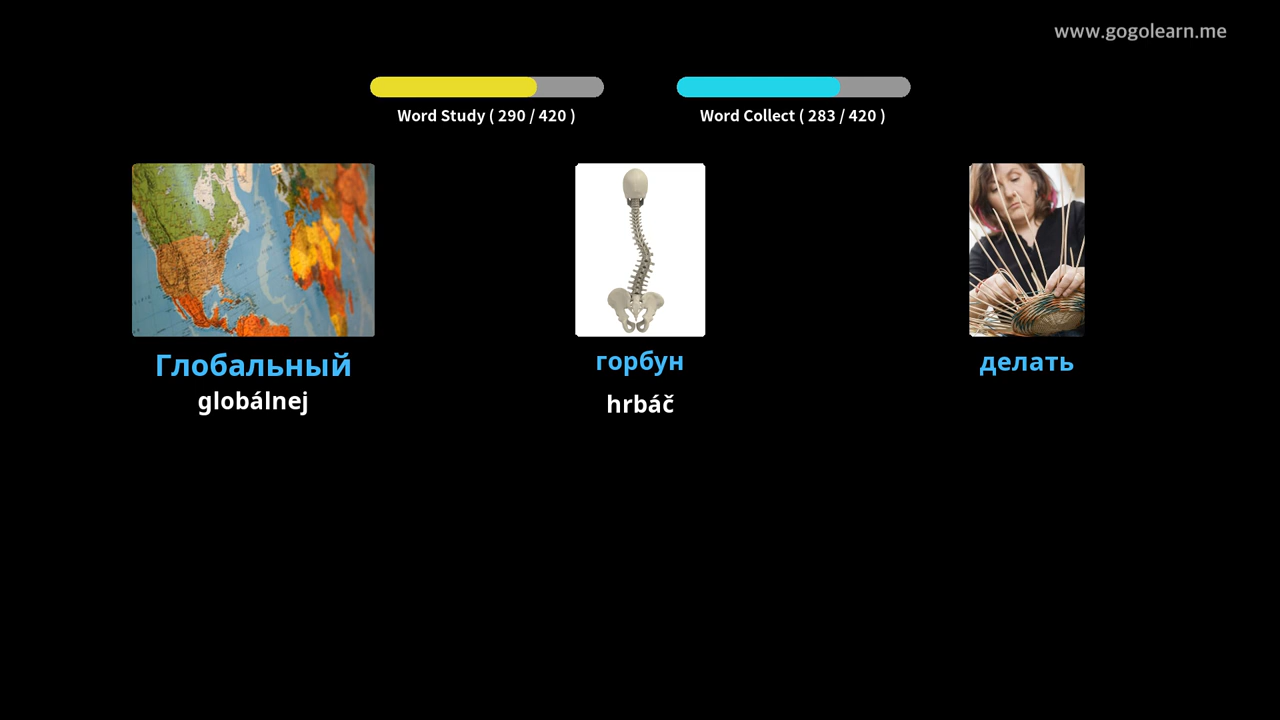 www.gogolearn.me
Word Study ( 290 / 420 )
Word Collect ( 283 / 420 )
Глобальный
globálnej
горбун
hrbáč
делать